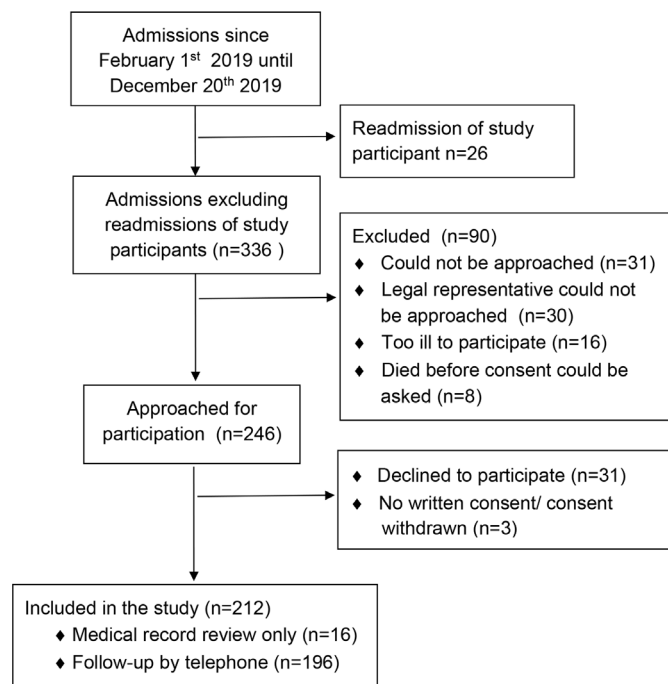 Admissions since
February 1st 2019 until
December 20th 2019
Readmission of study
participant n=26
Admissions excluding
readmissions of study
participants (n=336 )
Excluded (n=90)
♦ Could not be approached (n=31)
♦ Legal representative could not
be approached (n=30)
♦ Too ill to participate (n=16)
♦ Died before consent could be
asked (n=8)
Approached for
participation (n=246)
♦ Declined to participate (n=31)
♦ No written consent/ consent
withdrawn (n=3)
Included in the study (n=212)
♦ Medical record review only (n=16)
♦ Follow-up by telephone (n=196)